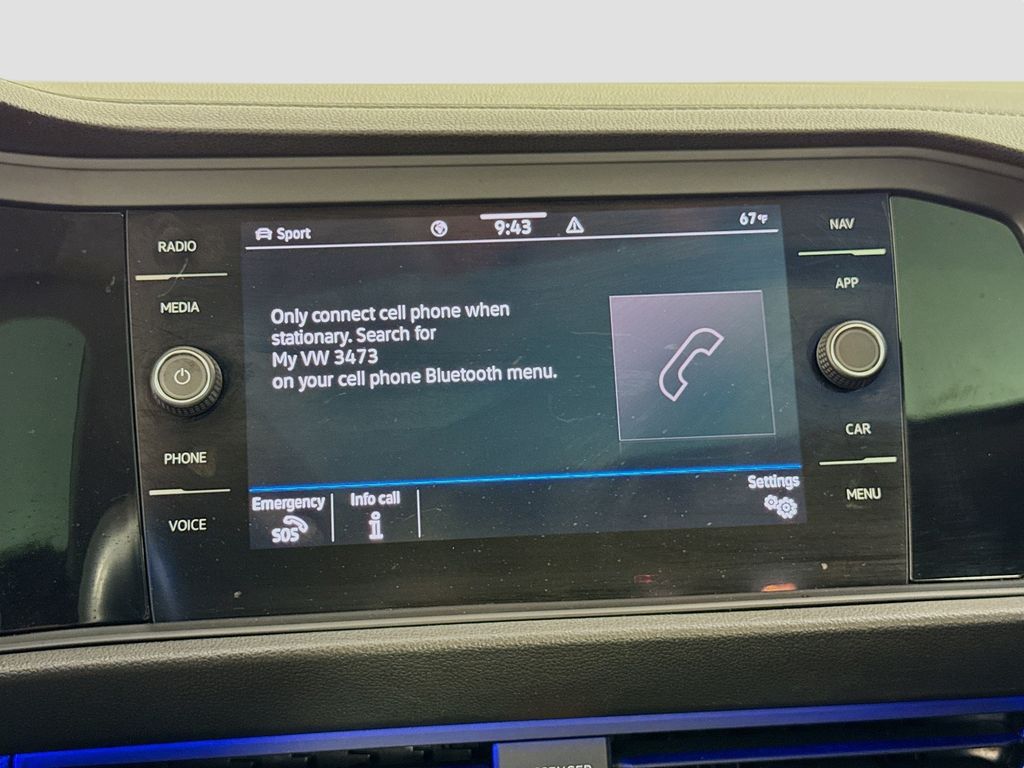 Sport
9:43
67°F
RADIO
MEDIA
PHONE
VOICE
Only connect cell phone when
stationary. Search for
My VW 3473
on your cell phone Bluetooth menu.
Emergency
SOS
Info call
i
Settings
NAV
APP
CAR
MENU